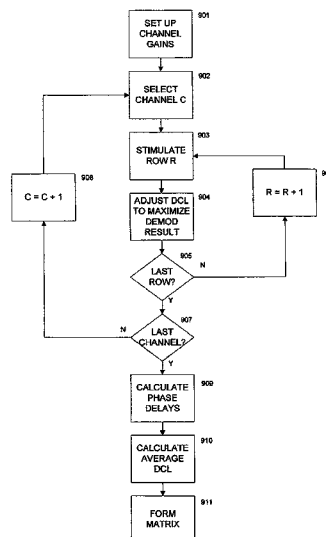 901
SET UP
CHANNEL
GAINS
902
SELECT
CHANNEL C
903
STIMULATE
ROW R
908
C = C + 1
R = R + 1
904
ADJUST DCL
TO MAXIMIZE
DEMOD
RESULT
905
LAST
ROW?
N
Y
907
N
LAST
CHANNEL?
Y
909
CALCULATE
PHASE
DELAYS
910
CALCULATE
AVERAGE
DCL
911
FORM
MATRIX